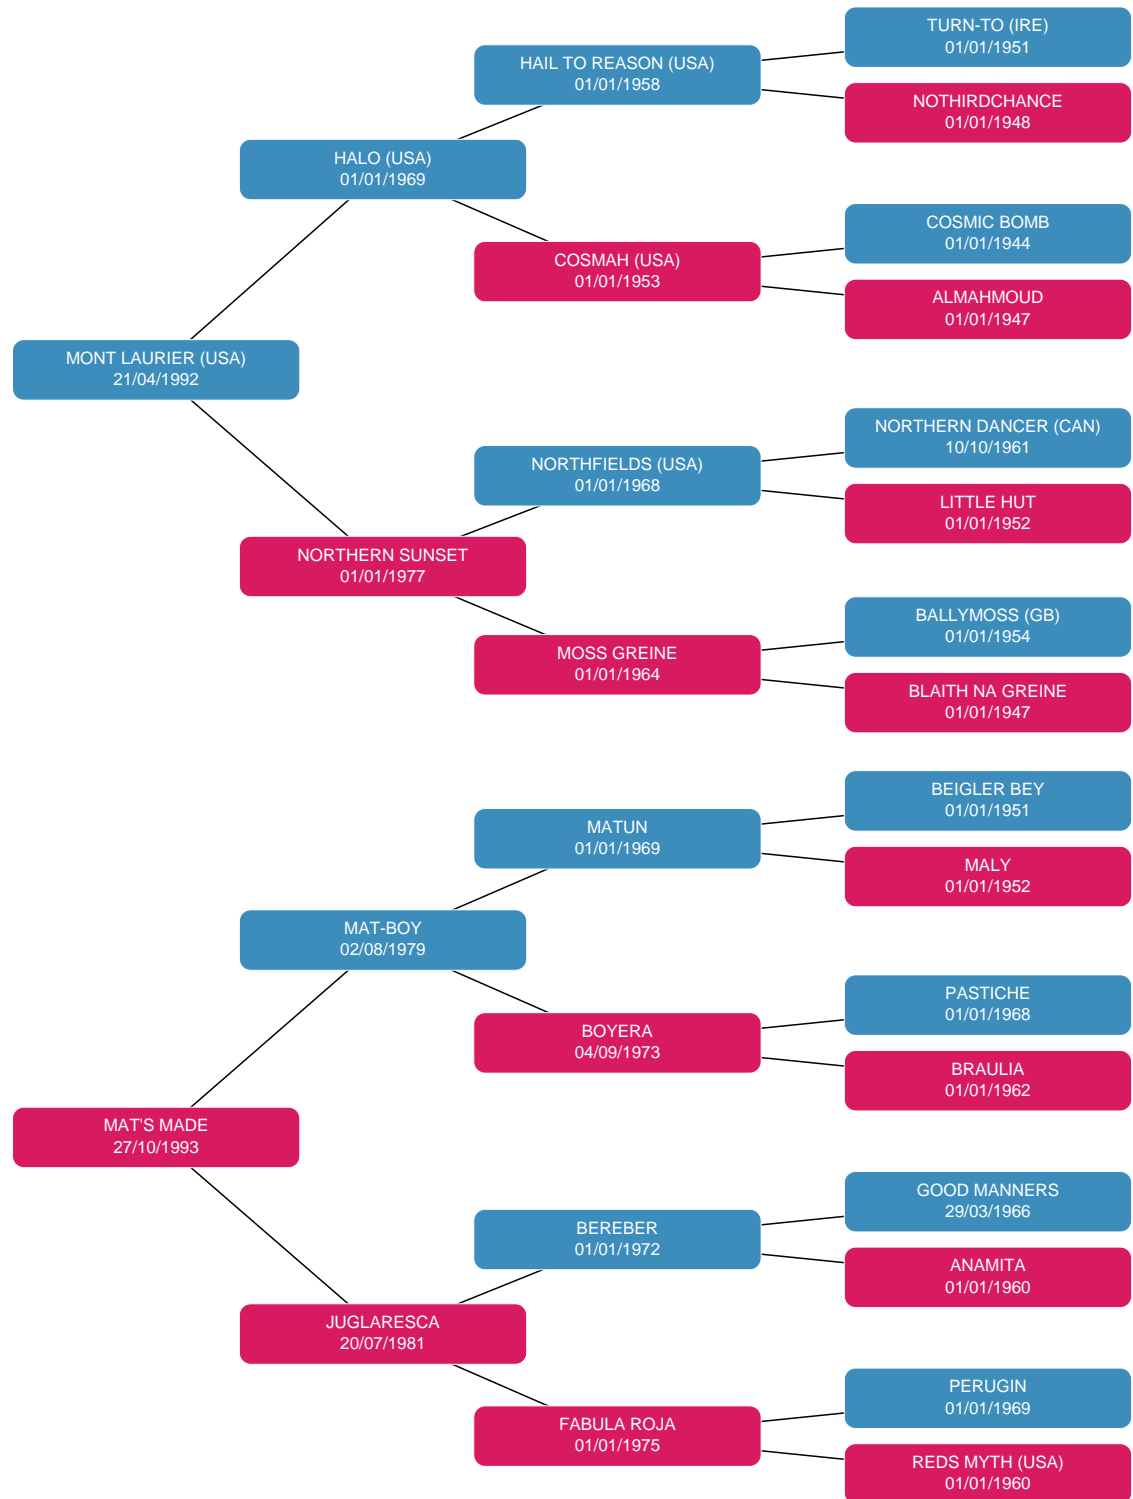 TURN-TO (IRE)
01/01/1951
HAIL TO REASON (USA)
01/01/1958
NOTHIRDCHANCE
01/01/1948
HALO (USA)
01/01/1969
COSMIC BOMB
01/01/1944
COSMAH (USA)
01/01/1953
ALMAHMOUD
01/01/1947
MONT LAURIER (USA)
21/04/1992
NORTHERN DANCER (CAN)
10/10/1961
NORTHFIELDS (USA)
01/01/1968
LITTLE HUT
01/01/1952
NORTHERN SUNSET
01/01/1977
BALLYMOSS (GB)
01/01/1954
MOSS GREINE
01/01/1964
BLAITH NA GREINE
01/01/1947
BEIGLER BEY
01/01/1951
MATUN
01/01/1969
MALY
01/01/1952
MAT-BOY
02/08/1979
PASTICHE
01/01/1968
BOYERA
04/09/1973
BRAULIA
01/01/1962
MAT'S MADE
27/10/1993
GOOD MANNERS
29/03/1966
BEREBER
01/01/1972
ANAMITA
01/01/1960
JUGLARESCA
20/07/1981
PERUGIN
01/01/1969
FABULA ROJA
01/01/1975
REDS MYTH (USA)
01/01/1960